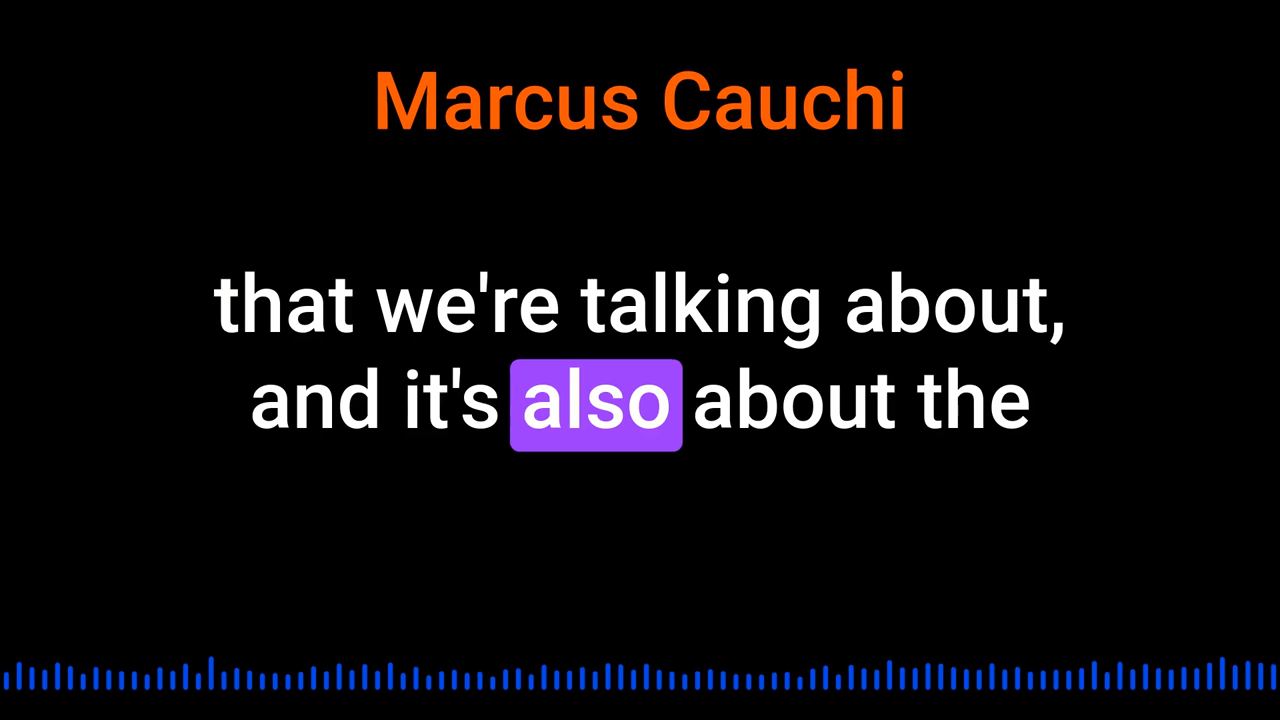 Marcus Cauchi
that we're talking about,
and it's also about the